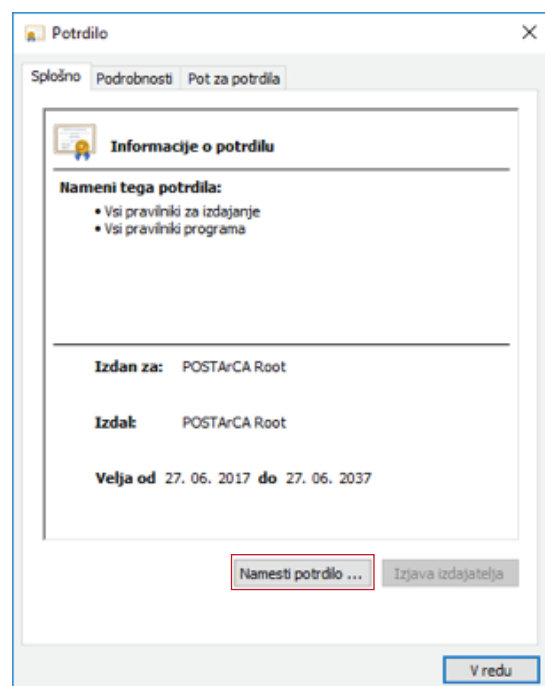 Potrdilo
Splošno Podrobnosti Pot za potrdila
Informacije o potrdilu
Nameni tega potrdila:
• Vsi pravilniki za izdajanje
• Vsi pravilniki programa
Izdan za: POSTArCA Root
Izdal: POSTArCA Root
Velja od 27. 06. 2017 do 27. 06. 2037
Namesti potrdilo ... Izjava izdajatelja
V redu